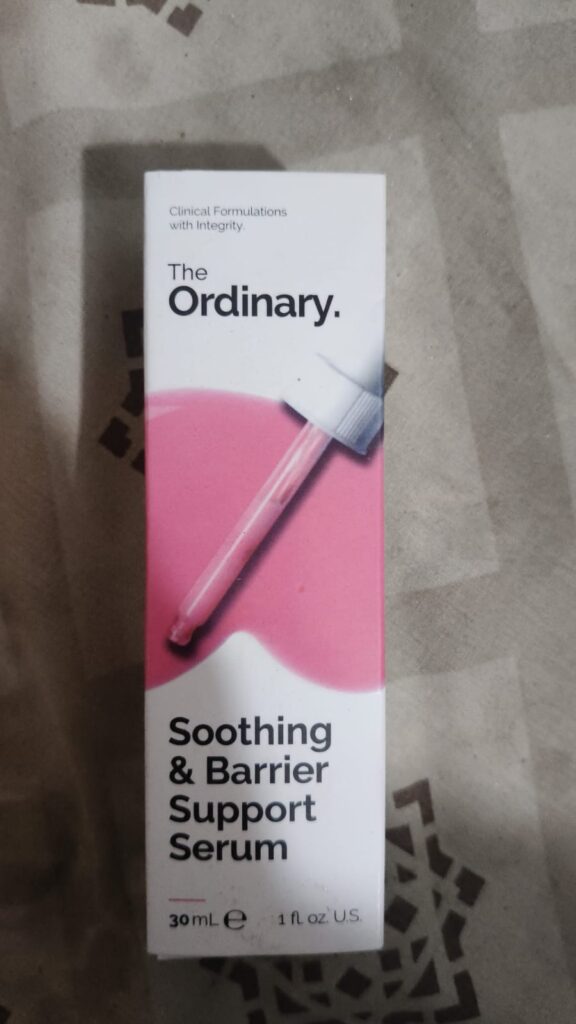 Clinical Formulations
with Integrity.
The
Ordinary.
Soothing
& Barrier
Support
Serum
30 mL ℮ 1 fl. oz. U.S.